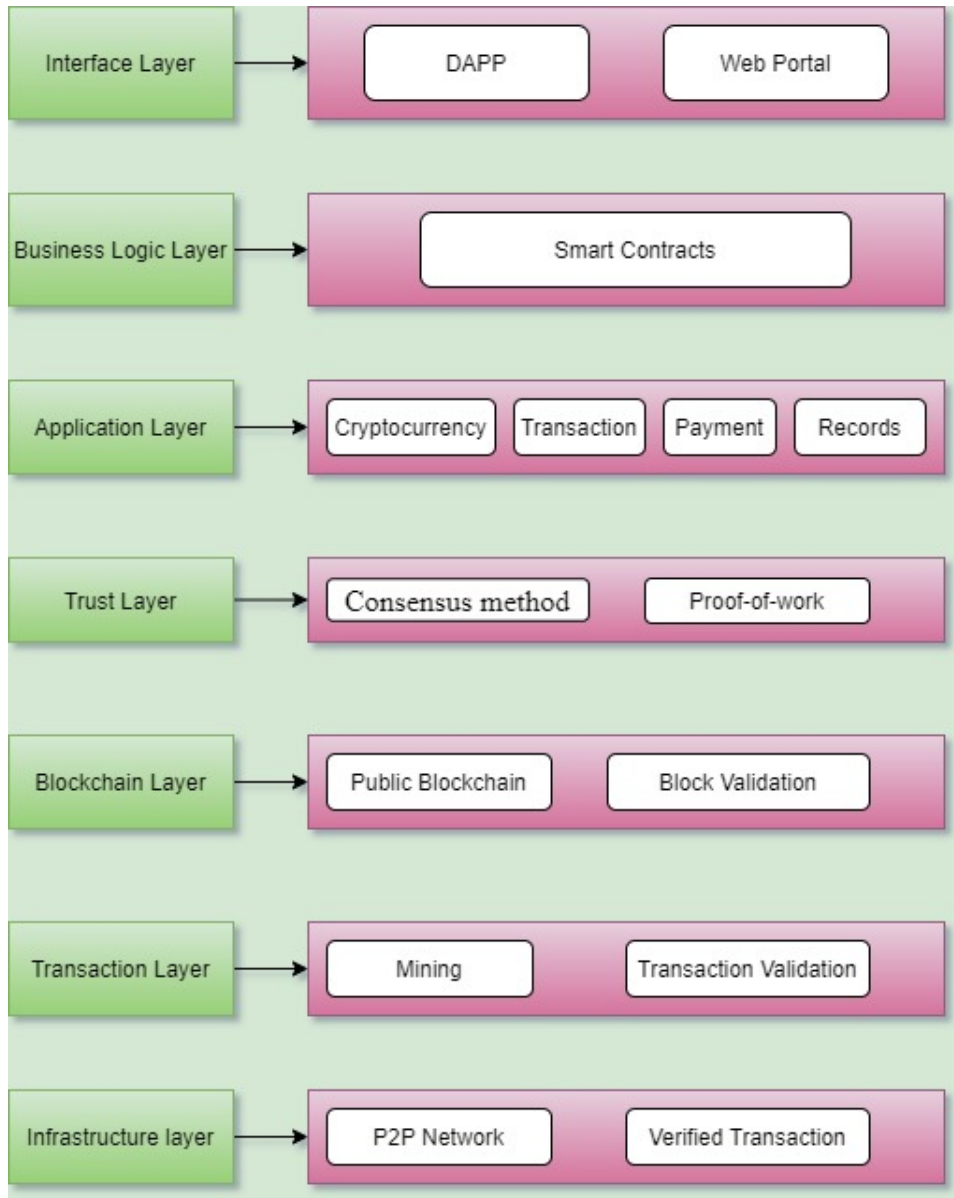 Interface Layer
DAPP
Web Portal
Business Logic Layer
Smart Contracts
Application Layer
Cryptocurrency
Transaction
Payment
Records
Trust Layer
Consensus method
Proof-of-work
Blockchain Layer
Public Blockchain
Block Validation
Transaction Layer
Mining
Transaction Validation
Infrastructure layer
P2P Network
Verified Transaction